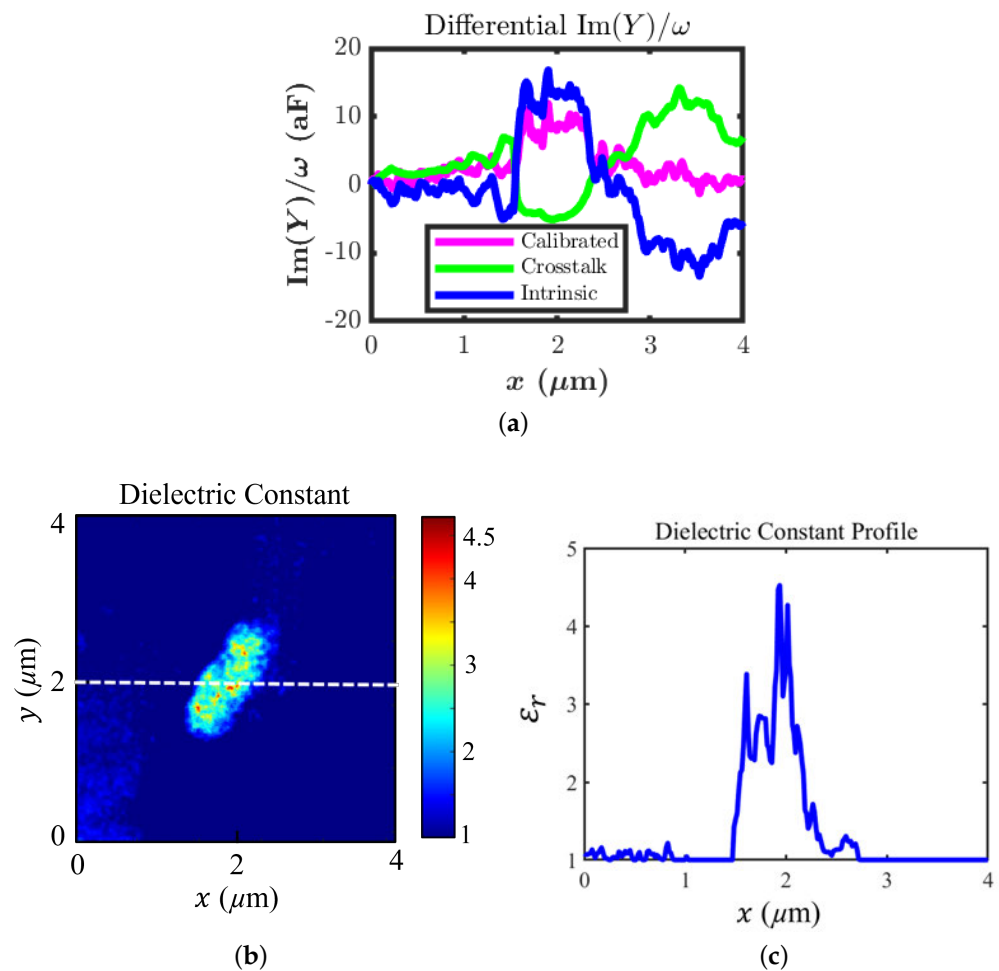 Differential Im(Y)/ω
20
10
0
-10
-20
Im(Y)/ω (aF)
Calibrated
Crosstalk
Intrinsic
0 1 2 3 4
x (μm)
(a)
Dielectric Constant
4
2
0
y (μm)
0 2 4
x (μm)
4.5
4
3
2
1
(b)
Dielectric Constant Profile
5
4
3
2
1
εr
0 1 2 3 4
x (μm)
(c)